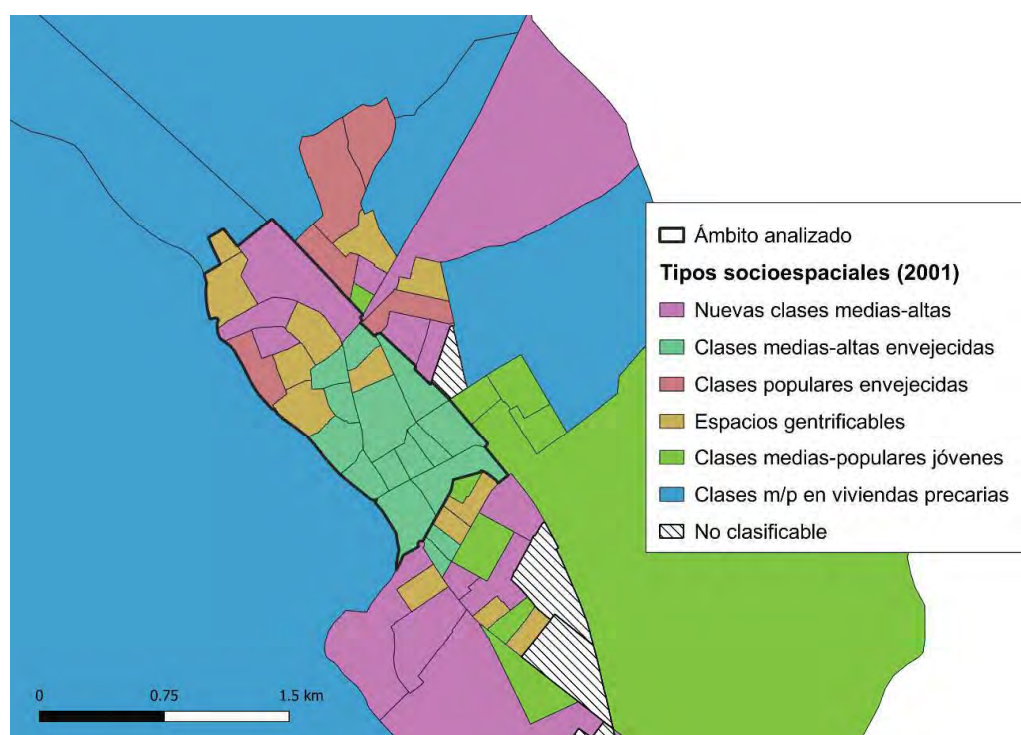 Ámbito analizado
Tipos socioespaciales (2001)
Nuevas clases medias-altas
Clases medias-altas envejecidas
Clases populares envejecidas
Espacios gentrificables
Clases medias-populares jóvenes
Clases m/p en viviendas precarias
No clasificable
0 0.75 1.5 km